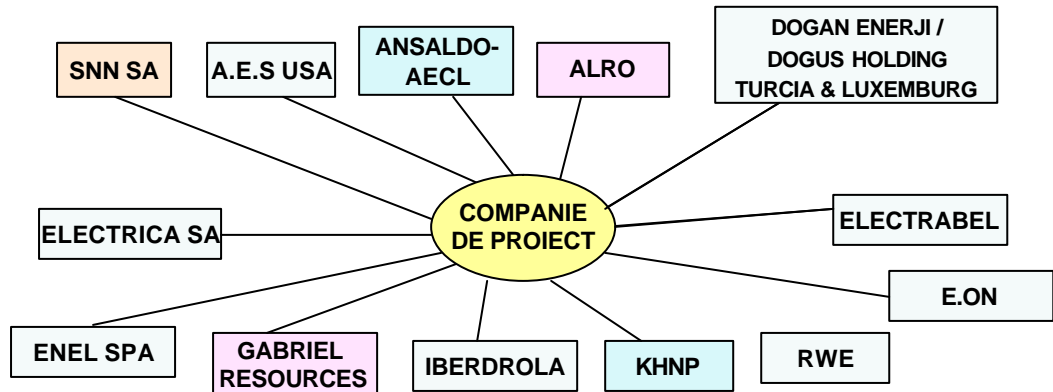 SNN SA
A.E.S USA
ANSALDO-
AECL
ALRO
DOGAN ENERJI /
DOGUS HOLDING
TURCIA & LUXEMBURG
COMPANIE
DE PROIECT
ELECTRICA SA
ELECTRABEL
E.ON
ENEL SPA
GABRIEL
RESOURCES
IBERDROLA
KHNP
RWE